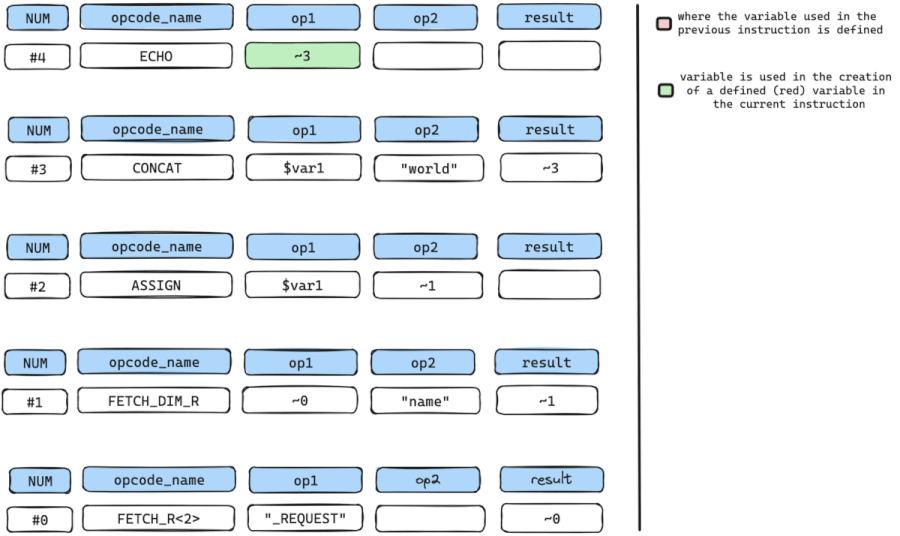 NUM opcode_name op1 op2 result
#4 ECHO ~3
NUM opcode_name op1 op2 result
#3 CONCAT $var1 "world" ~3
NUM opcode_name op1 op2 result
#2 ASSIGN $var1 ~1
NUM opcode_name op1 op2 result
#1 FETCH_DIM_R ~0 "name" ~1
NUM opcode_name op1 op2 result
#0 FETCH_R<2> "_REQUEST" ~0
where the variable used in the
previous instruction is defined
variable is used in the creation
of a defined (red) variable in
the current instruction